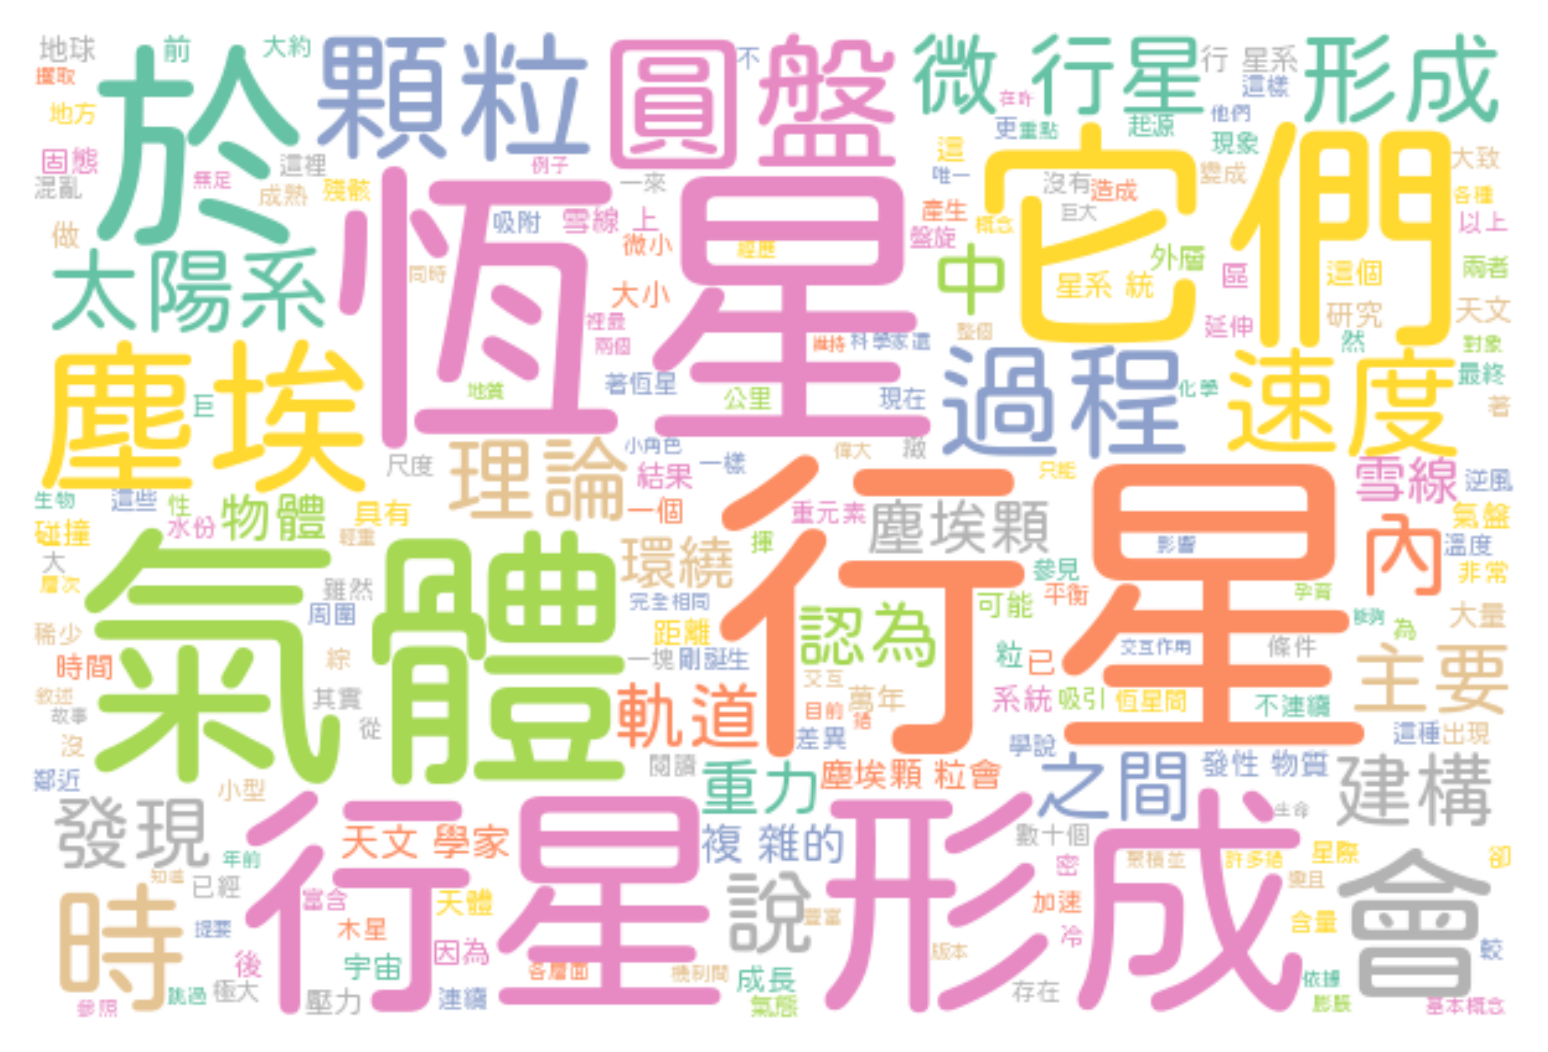 地球 前 大約 顆粒 圓盤 不 微行星 行 星系 形成
攫取 於 在昨 這樣
地方 更 重點 起源 他們
固態 這裡 例子 這 現象 它們 大致
混亂 無足 成熟 殘骸 一來 唯一 沒有 造成 變成 各種
做 吸附 雪線 上 產生 概念 巨大 以上
太陽系 恆星 微小 經歷 盤旋 中 外層 區 這個 兩者
同時 大小 星系 統 研究 天文
裡最 延伸
兩個 維持 科學家還 整個 然 對象
塵埃 巨 地質 著恆星 公里 現在 過程 化學 速度 最終
著
尺度 理論 小角色 結果 一樣 偉大 緻 只能 雪線 逆風
生物 這些 性 物體 具有 一個 重元素 塵埃顆 氣盤
碰撞 水份 輕重 環繞 揮 行星 影響 內 溫度
大 氣體 參見 非常
層次 雖然 完全相同 可能 平衡 孕育
稀少 周圍 距離 認為 能夠 為 大量
時間 綜 一塊 剛誕生 粒 已 交互作用 條件 主要
敘述 其實 軌道 交互 萬年 系統 吸引 恆星間 不連續
故事 從 目前 這種 出現
沒 差異 學說
鄰近 小型 閱讀 重力 塵埃顆 粒會 之間 發性 物質 建構
發現 行星形成 天文 學家 複 雜的 數十個 生命
年前 密 聚積並 許多 星際 卻
時 知道 已經 富含 天體 說 豐富 加速 變且 含量 會
提要 木星 冷 較
後 宇宙 因為 各層面 機制間 成長 版本 依據
參照 跳過 極大 壓力 連續 氣態 存在 膨脹 基本概念